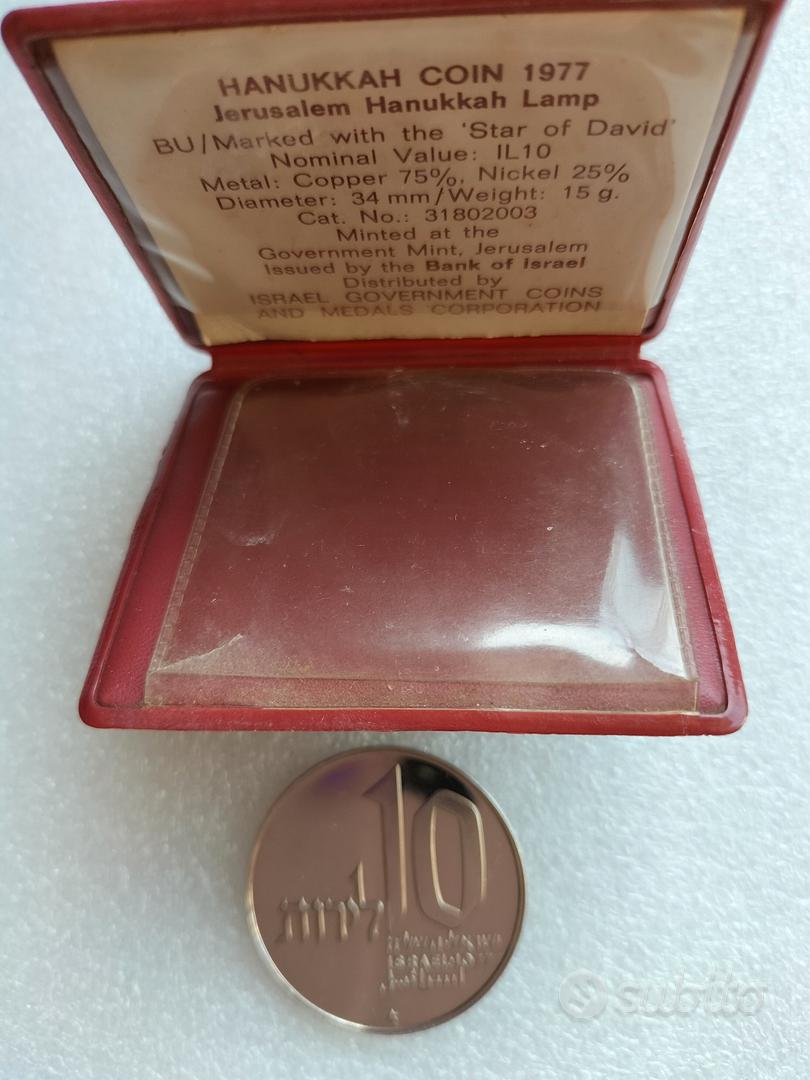 HANUKKAH COIN 1977
Jerusalem Hanukkah Lamp
BU/Marked with the 'Star of David'
Nominal Value: IL10
Metal: Copper 75%, Nickel 25%
Diameter: 34 mm/Weight: 15 g.
Cat. No.: 31802003
Minted at the
Government Mint, Jerusalem
Issued by the Bank of Israel
Distributed by
ISRAEL GOVERNMENT COINS
AND MEDALS CORPORATION
10
לירות
ISRAEL
subito